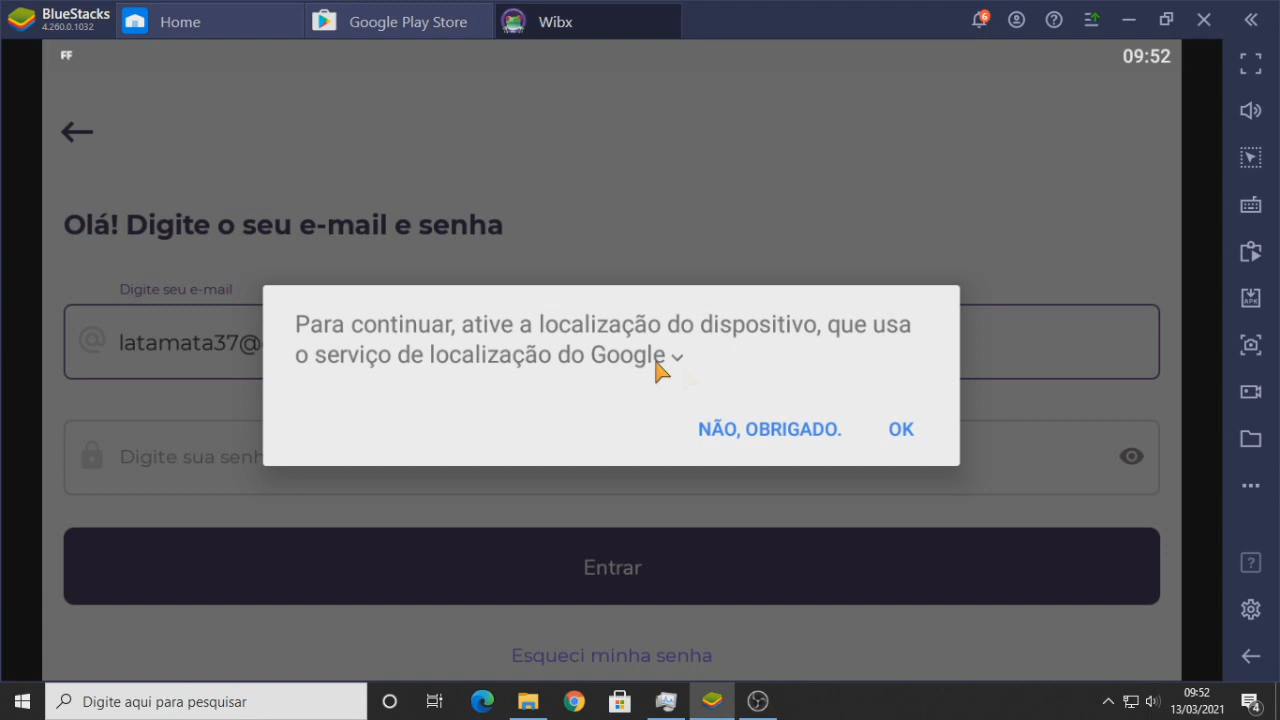 BlueStacks
4.260.0.1032
Home
Google Play Store
Wibx
6
FF
09:52
Olá! Digite o seu e-mail e senha
Digite seu e-mail
@ latamata37@
Para continuar, ative a localização do dispositivo, que usa
o serviço de localização do Google
NÃO, OBRIGADO.
OK
Digite sua senh
Entrar
Esqueci minha senha
APK
?
Digite aqui para pesquisar
09:52
13/03/2021
4